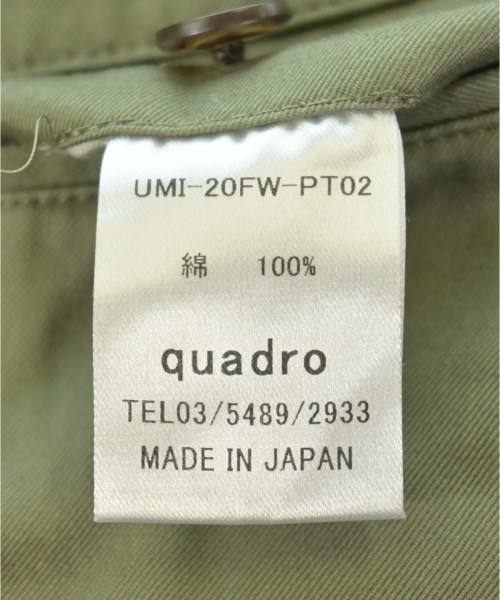 UMI-20FW-PT02
綿 100%
quadro
TEL03/5489/2933
MADE IN JAPAN